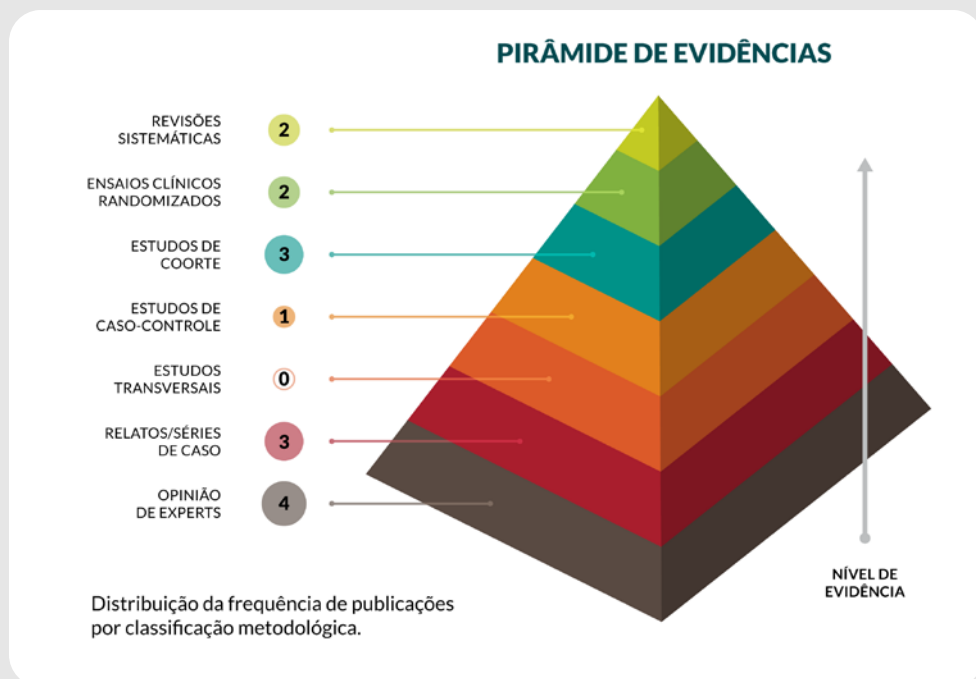 PIRÂMIDE DE EVIDÊNCIAS
REVISÕES
SISTEMÁTICAS
2
ENSAIOS CLÍNICOS
RANDOMIZADOS
2
ESTUDOS DE
COORTE
3
ESTUDOS DE
CASO-CONTROLE
1
ESTUDOS
TRANSVERSAIS
0
RELATOS/SÉRIES
DE CASO
3
OPINIÃO
DE EXPERTS
4
NÍVEL DE
EVIDÊNCIA
Distribuição da frequência de publicações
por classificação metodológica.